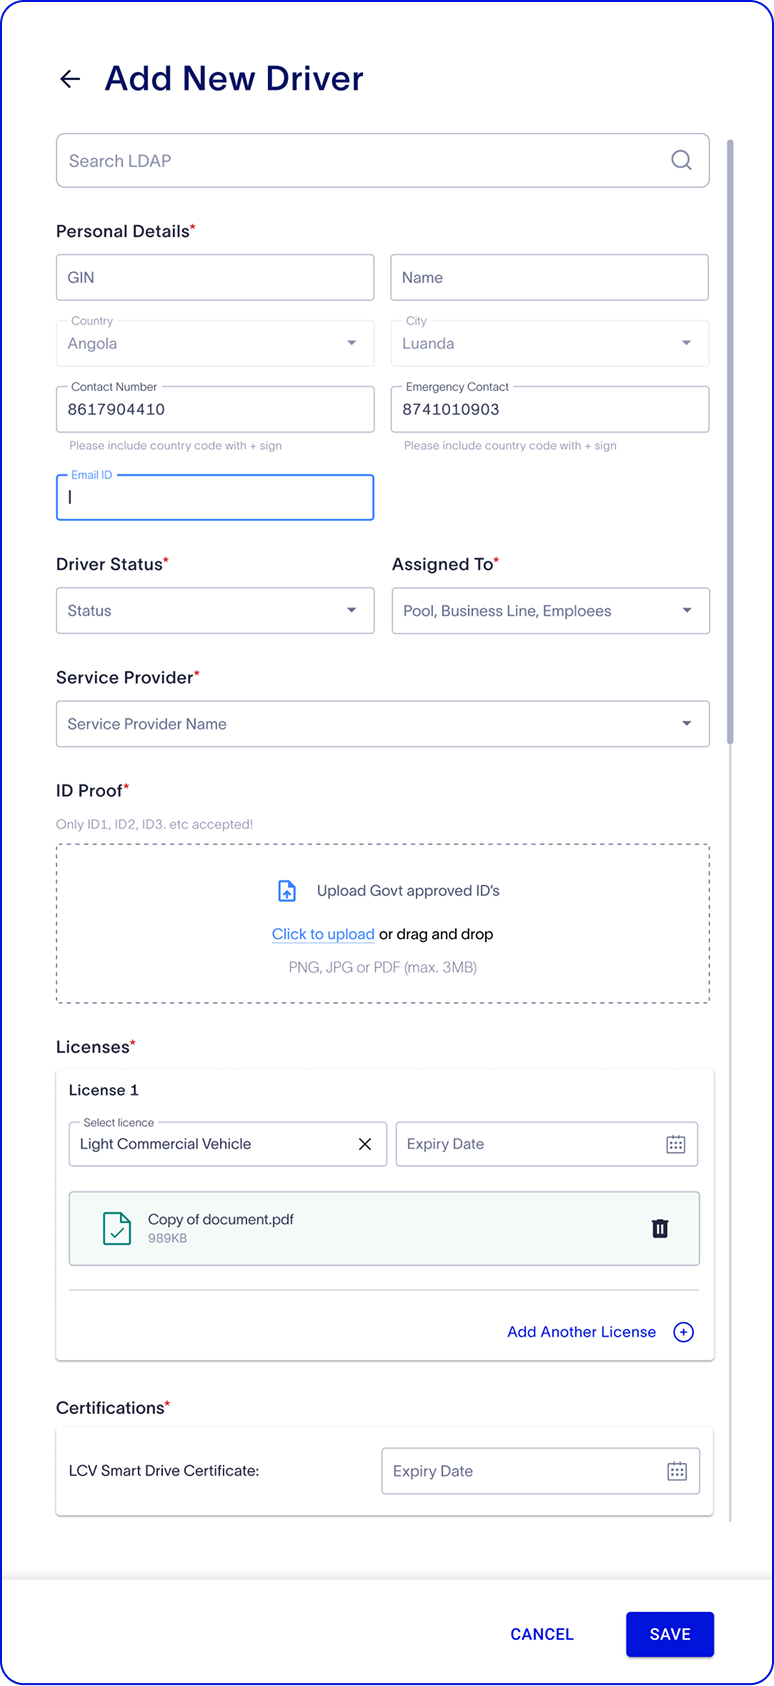 Add New Driver
Search LDAP
Personal Details*
GIN
Name
Country
Angola
City
Luanda
Contact Number
8617904410
Please include country code with + sign
Emergency Contact
8741010903
Please include country code with + sign
Email ID
Driver Status*
Status
Assigned To*
Pool, Business Line, Emploees
Service Provider*
Service Provider Name
ID Proof*
Only ID1, ID2, ID3. etc accepted!
Upload Govt approved ID's
Click to upload or drag and drop
PNG, JPG or PDF (max. 3MB)
Licenses*
License 1
Select licence
Light Commercial Vehicle
Expiry Date
Copy of document.pdf
989KB
Add Another License
Certifications*
LCV Smart Drive Certificate:
Expiry Date
CANCEL
SAVE